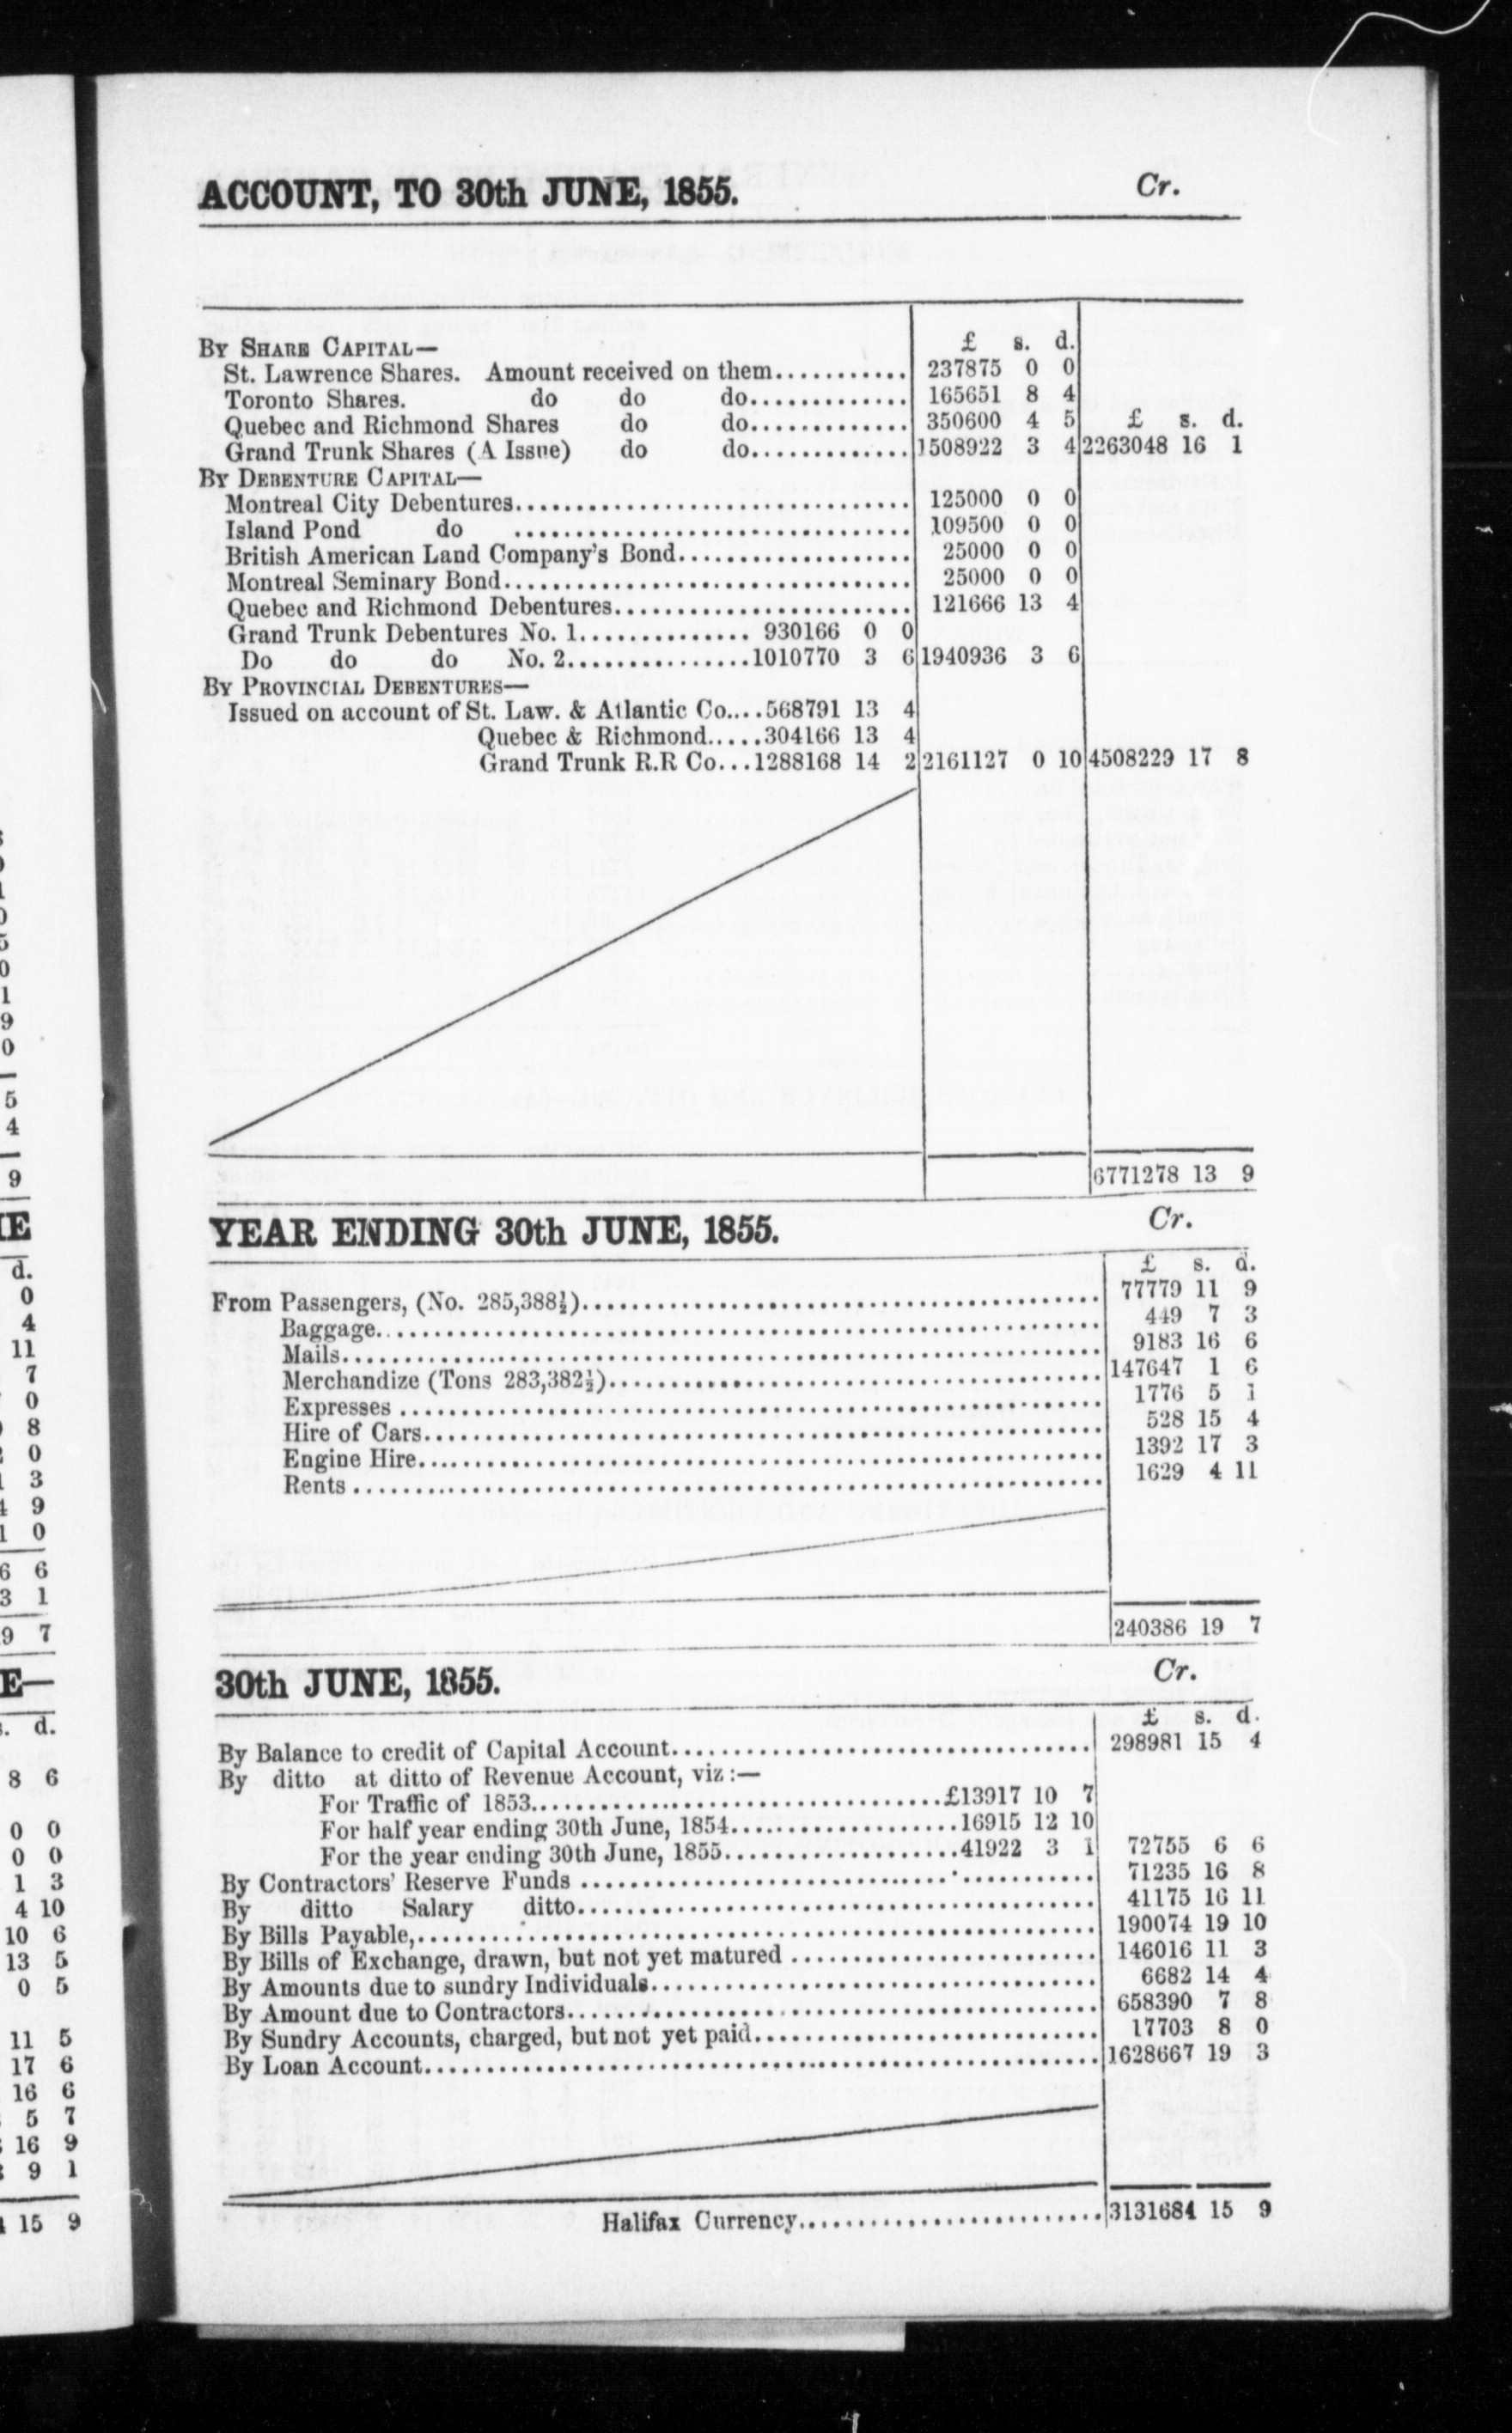 ACCOUNT, TO 30th JUNE, 1855. Cr.
£ s. d.
By Share Capital—
St. Lawrence Shares. Amount received on them........... 237875 0 0
Toronto Shares. do do do............. 165651 8 4
Quebec and Richmond Shares do do............. 350600 4 5 £ s. d.
Grand Trunk Shares (A Issue) do do............. 1508922 3 4 2263048 16 1
By Debenture Capital—
Montreal City Debentures................................ 125000 0 0
Island Pond do ................................ 109500 0 0
British American Land Company's Bond................... 25000 0 0
Montreal Seminary Bond................................. 25000 0 0
Quebec and Richmond Debentures........................ 121666 13 4
Grand Trunk Debentures No. 1.............. 930166 0 0
Do do do No. 2...............1010770 3 6 1940936 3 6
By Provincial Debentures—
Issued on account of St. Law. & Atlantic Co....568791 13 4
Quebec & Richmond.....304166 13 4
Grand Trunk R.R Co...1288168 14 2 2161127 0 10 4508229 17 8
6771278 13 9
YEAR ENDING 30th JUNE, 1855. Cr.
£ s. d.
From Passengers, (No. 285,388½)........................................... 77779 11 9
Baggage............................................................ 449 7 3
Mails............................................................... 9183 16 6
Merchandize (Tons 283,382½)........................................ 147647 1 6
Expresses .......................................................... 1776 5 1
Hire of Cars........................................................ 528 15 4
Engine Hire......................................................... 1392 17 3
Rents .............................................................. 1629 4 11
240386 19 7
30th JUNE, 1855. Cr.
£ s. d.
By Balance to credit of Capital Account.................................. 298981 15 4
By ditto at ditto of Revenue Account, viz:—
For Traffic of 1853..................................£13917 10 7
For half year ending 30th June, 1854...................16915 12 10
For the year ending 30th June, 1855...................41922 3 1 72755 6 6
By Contractors' Reserve Funds .......................................... 71235 16 8
By ditto Salary ditto........................................... 41175 16 11
By Bills Payable,........................................................ 190074 19 10
By Bills of Exchange, drawn, but not yet matured ......................... 146016 11 3
By Amounts due to sundry Individuals..................................... 6682 14 4
By Amount due to Contractors............................................ 658390 7 8
By Sundry Accounts, charged, but not yet paid............................ 17703 8 0
By Loan Account........................................................ 1628667 19 3
Halifax Currency......................... 3131684 15 9